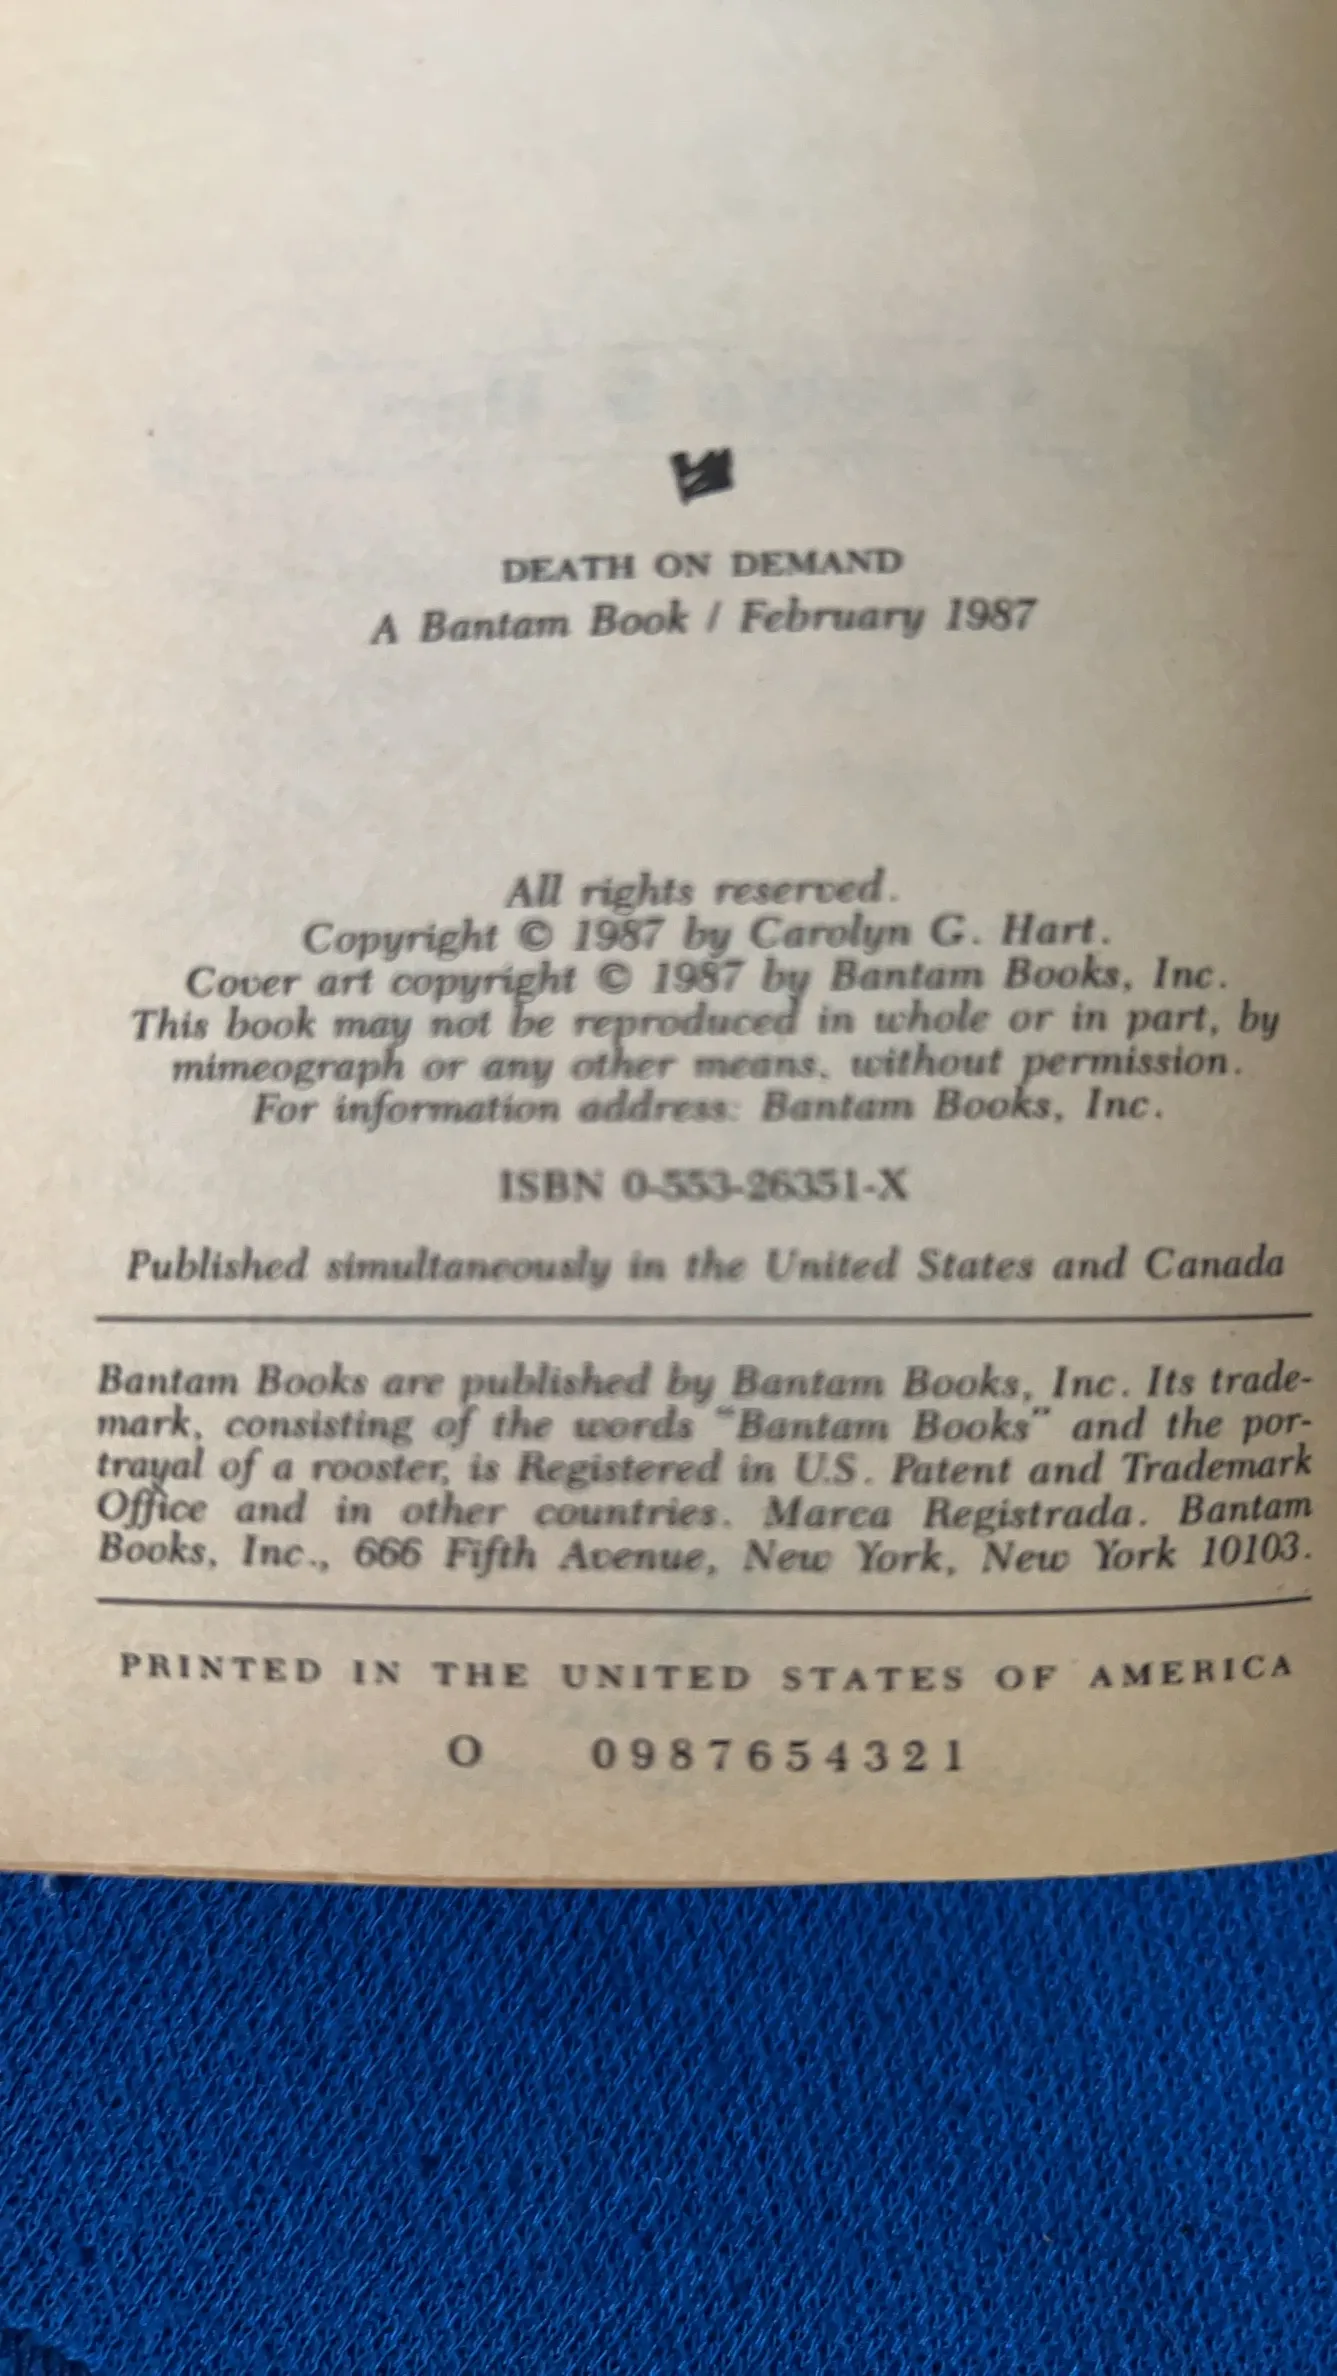 DEATH ON DEMAND
A Bantam Book / February 1987
All rights reserved.
Copyright © 1987 by Carolyn G. Hart.
Cover art copyright © 1987 by Bantam Books, Inc.
This book may not be reproduced in whole or in part, by
mimeograph or any other means, without permission.
For information address: Bantam Books, Inc.
ISBN 0-553-26351-X
Published simultaneously in the United States and Canada
Bantam Books are published by Bantam Books, Inc. Its trade-
mark, consisting of the words "Bantam Books" and the por-
trayal of a rooster, is Registered in U.S. Patent and Trademark
Office and in other countries. Marca Registrada. Bantam
Books, Inc., 666 Fifth Avenue, New York, New York 10103.
PRINTED IN THE UNITED STATES OF AMERICA
O 0 9 8 7 6 5 4 3 2 1